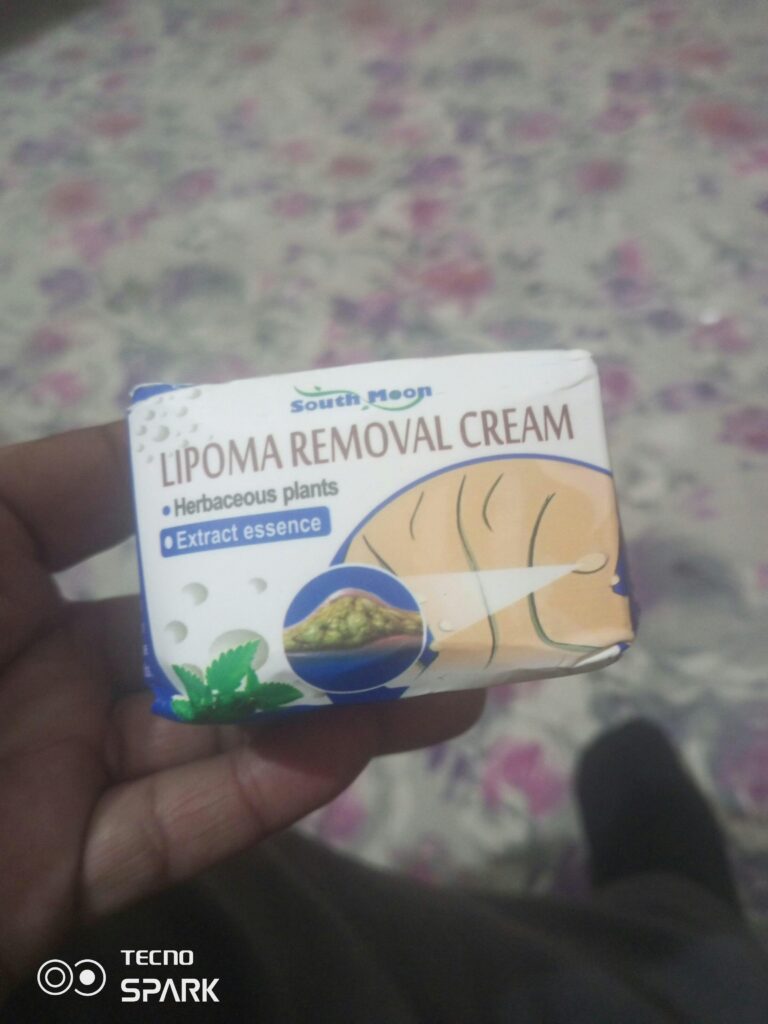 South Moon
LIPOMA REMOVAL CREAM
• Herbaceous plants
• Extract essence
TECNO
SPARK